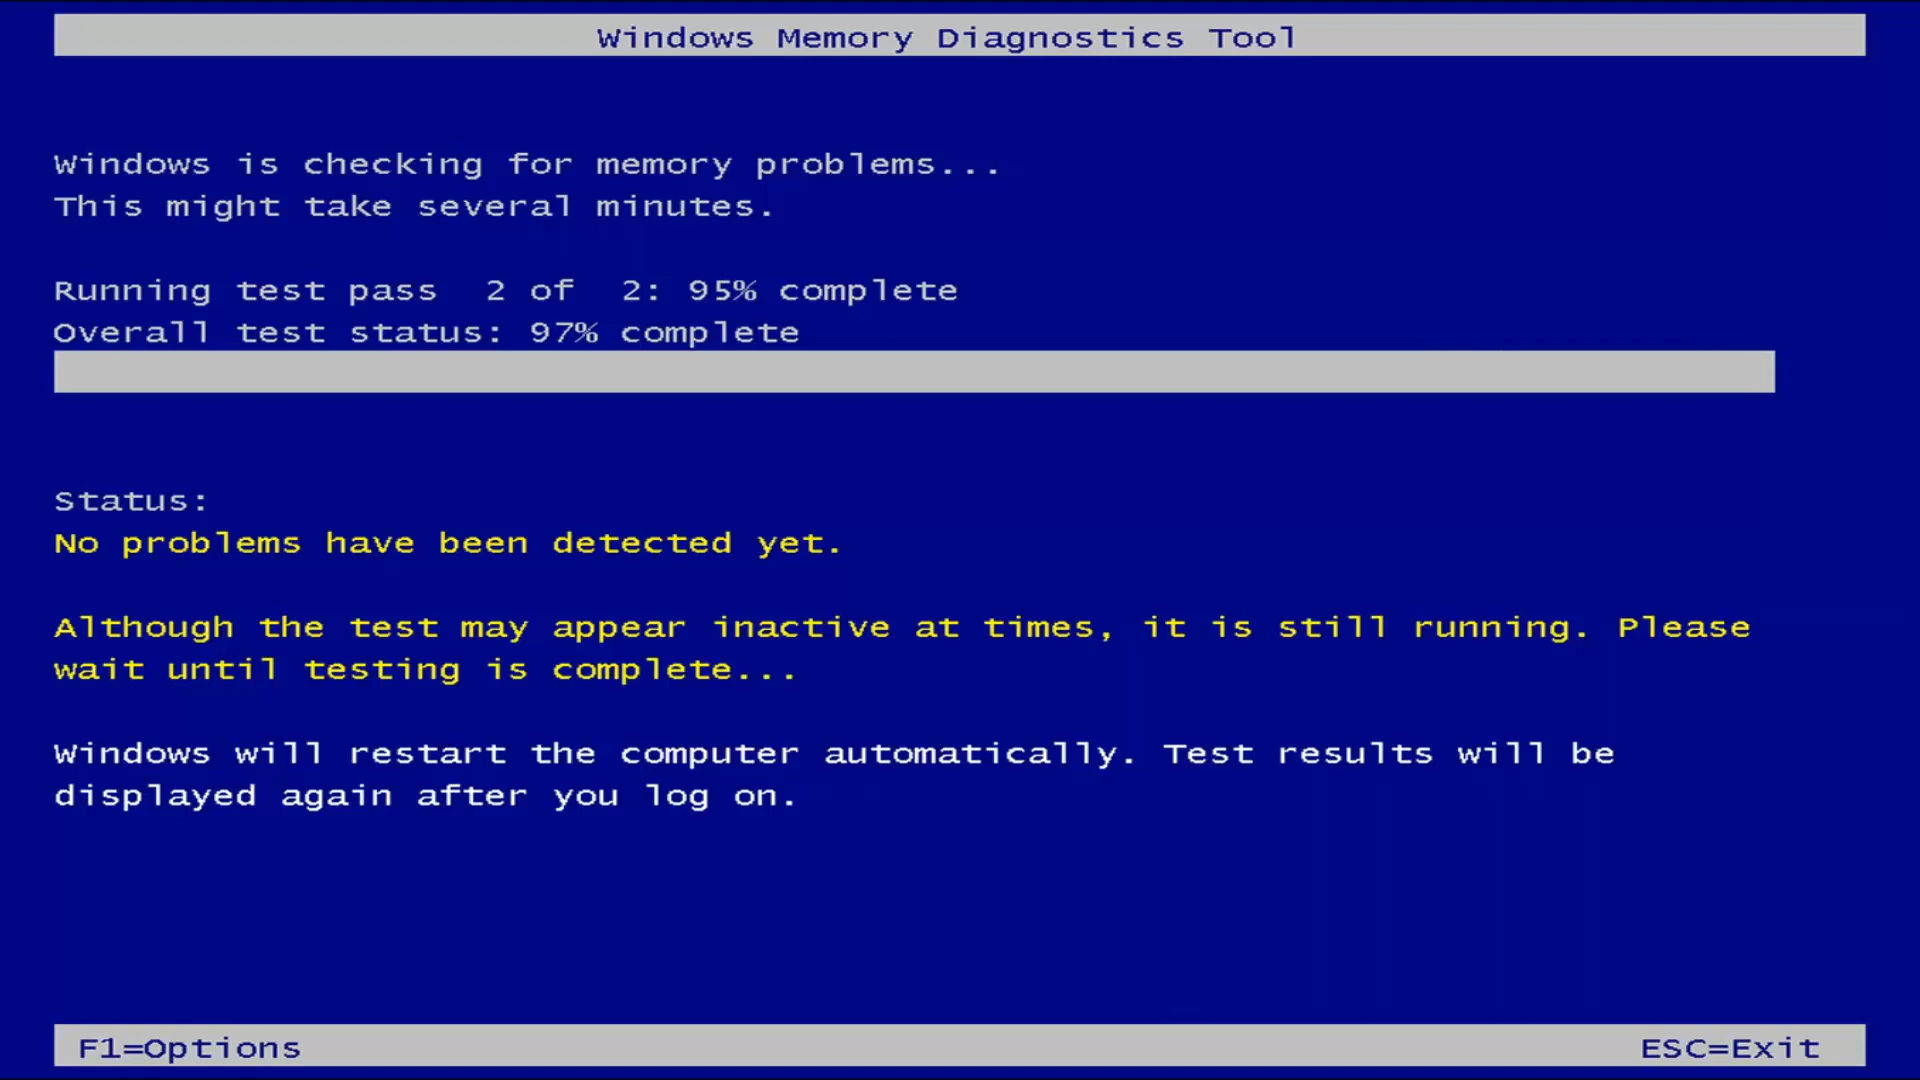 Windows Memory Diagnostics Tool
Windows is checking for memory problems...
This might take several minutes.
Running test pass  2 of  2: 95% complete
Overall test status: 97% complete
Status:
No problems have been detected yet.
Although the test may appear inactive at times, it is still running. Please
wait until testing is complete...
Windows will restart the computer automatically. Test results will be
displayed again after you log on.
F1=Options ESC=Exit